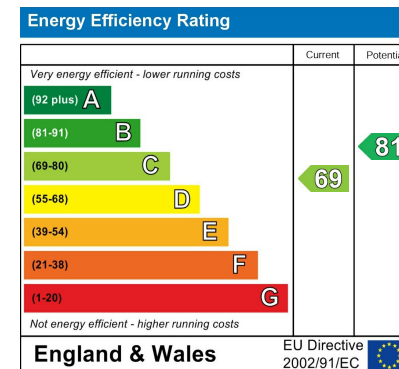 Energy Efficiency Rating
Current Potentia
Very energy efficient - lower running costs
(92 plus) A
(81-91) B
(69-80) C
(55-68) D
(39-54) E
(21-38) F
(1-20) G
69
81
Not energy efficient - higher running costs
England & Wales
EU Directive
2002/91/EC